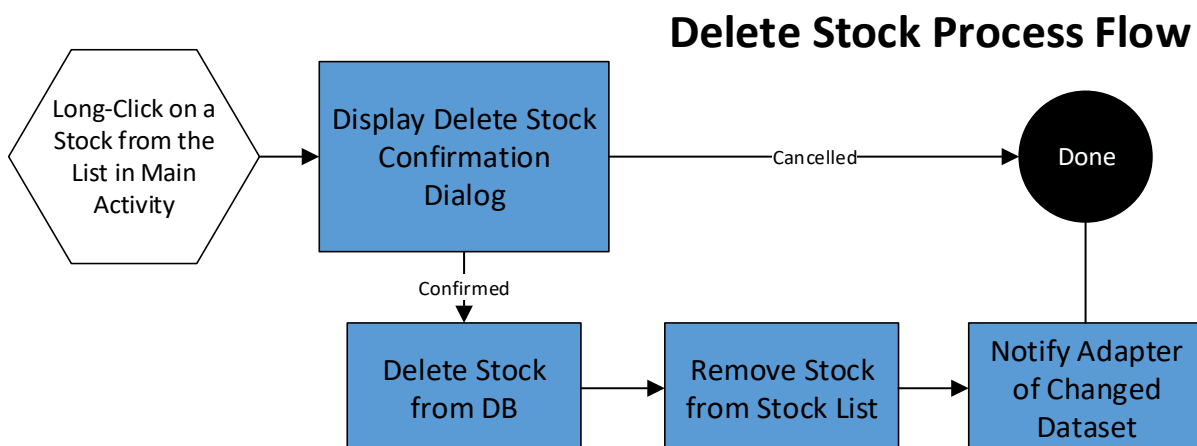 Delete Stock Process Flow
Long-Click on a
Stock from the
List in Main
Activity
Display Delete Stock
Confirmation
Dialog
Cancelled
Done
Confirmed
Delete Stock
from DB
Remove Stock
from Stock List
Notify Adapter
of Changed
Dataset